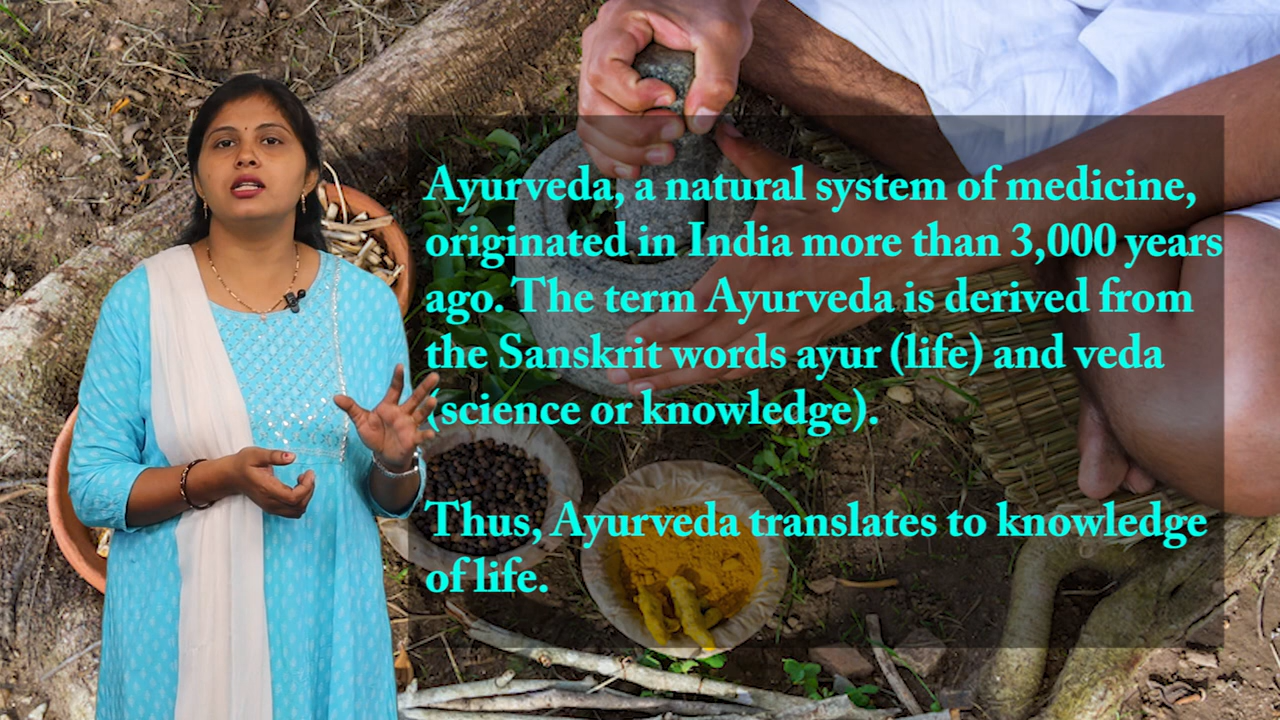 Ayurveda, a natural system of medicine,
originated in India more than 3,000 years
ago. The term Ayurveda is derived from
the Sanskrit words ayur (life) and veda
(science or knowledge).
Thus, Ayurveda translates to knowledge
of life.